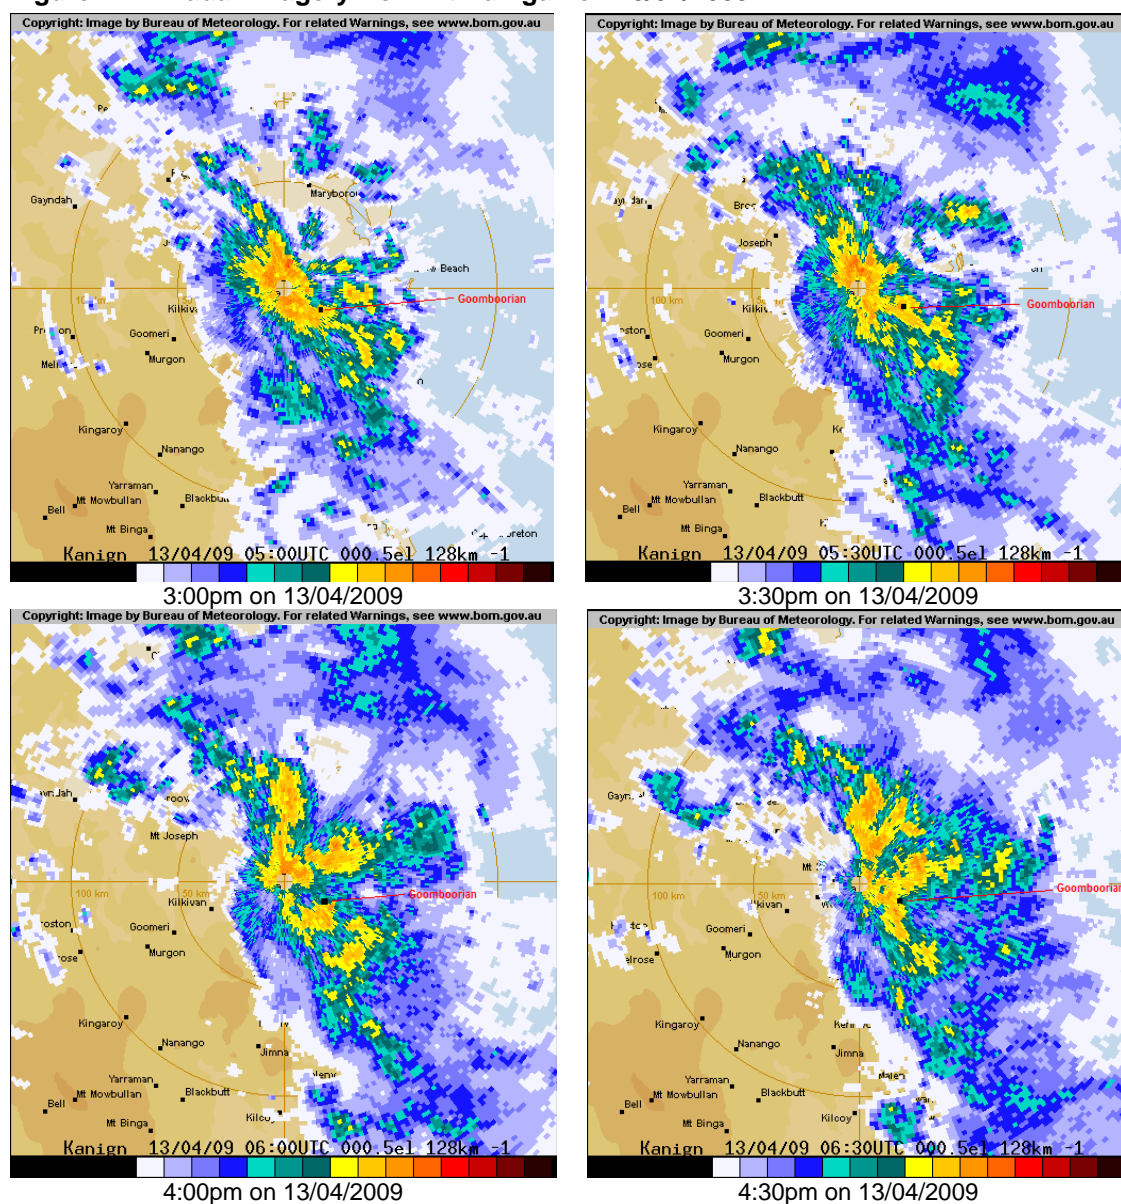 Copyright: Image by Bureau of Meteorology. For related Warnings, see www.bom.gov.au
Gayndah
Maryboro
Beach
Goomboorian
100 km
Kilkiv
Goomeri
Murgon
Kingaroy
Nanango
Yarraman
Mt Mowbullan
Blackbu
Bell
Mt Binga
Kanign 13/04/09 05:00UTC 000.5el 128km -1
3:00pm on 13/04/2009
Copyright: Image by Bureau of Meteorology. For related Warnings, see www.bom.gov.au
Joseph
100 km
Goomboorian
Goomeri
Murgon
Kingaroy
Nanango
Yarraman
Mt Mowbullan
Blackbutt
Bell
Mt Binga
Kanign 13/04/09 05:30UTC 000.5el 128km -1
3:30pm on 13/04/2009
Copyright: Image by Bureau of Meteorology. For related Warnings, see www.bom.gov.au
Mt Joseph
100 km
50 km
Goomboorian
Kilkivan
Goomeri
Murgon
Kingaroy
Nanango
Jimna
Yarraman
Mt Mowbullan
Blackbutt
Bell
Kilcoy
Mt Binga
Kanign 13/04/09 06:00UTC 000.5el 128km -1
4:00pm on 13/04/2009
Copyright: Image by Bureau of Meteorology. For related Warnings, see www.bom.gov.au
Mt
100 km
50 km
Goomboorian
kivan
Goomeri
Murgon
Kingaroy
Nanango
Jimna
Yarraman
Mt Mowbullan
Blackbutt
Bell
Kilcoy
Mt Binga
Kanign 13/04/09 06:30UTC 000.5el 128km -1
4:30pm on 13/04/2009